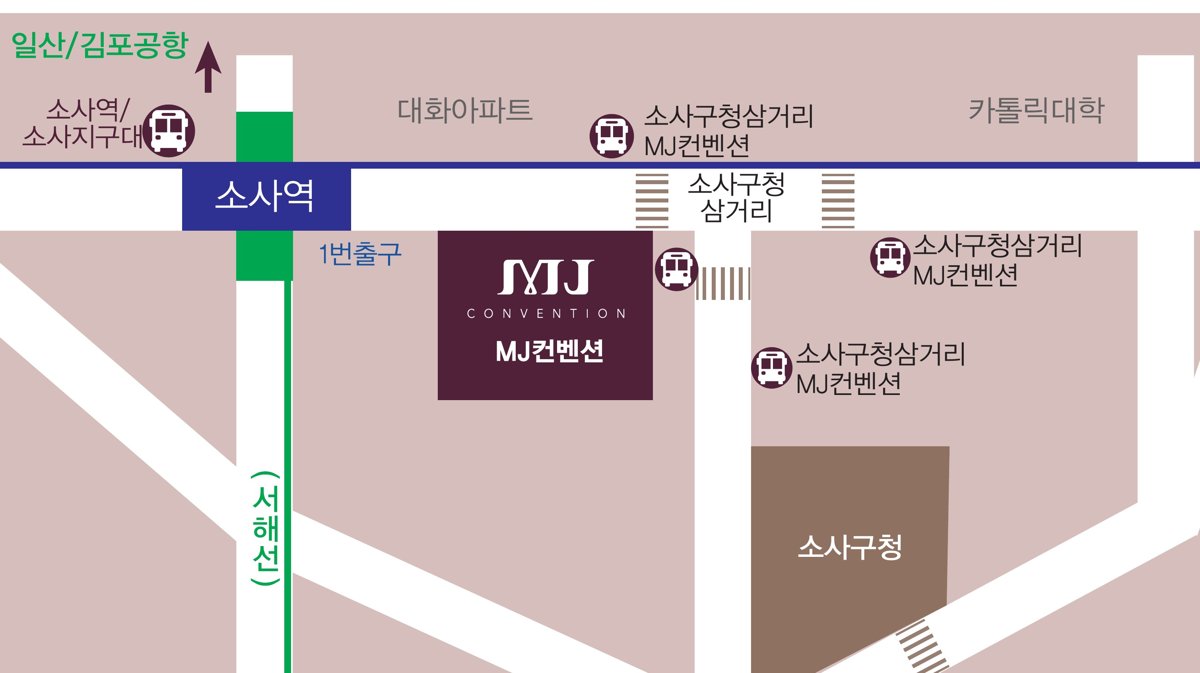 일산/김포공항
소사역/
소사지구대
대화아파트
소사구청삼거리
MJ컨벤션
카톨릭대학
소사역
소사구청
삼거리
1번출구
MJ
CONVENTION
MJ컨벤션
소사구청삼거리
MJ컨벤션
소사구청삼거리
MJ컨벤션
(서해선)
소사구청